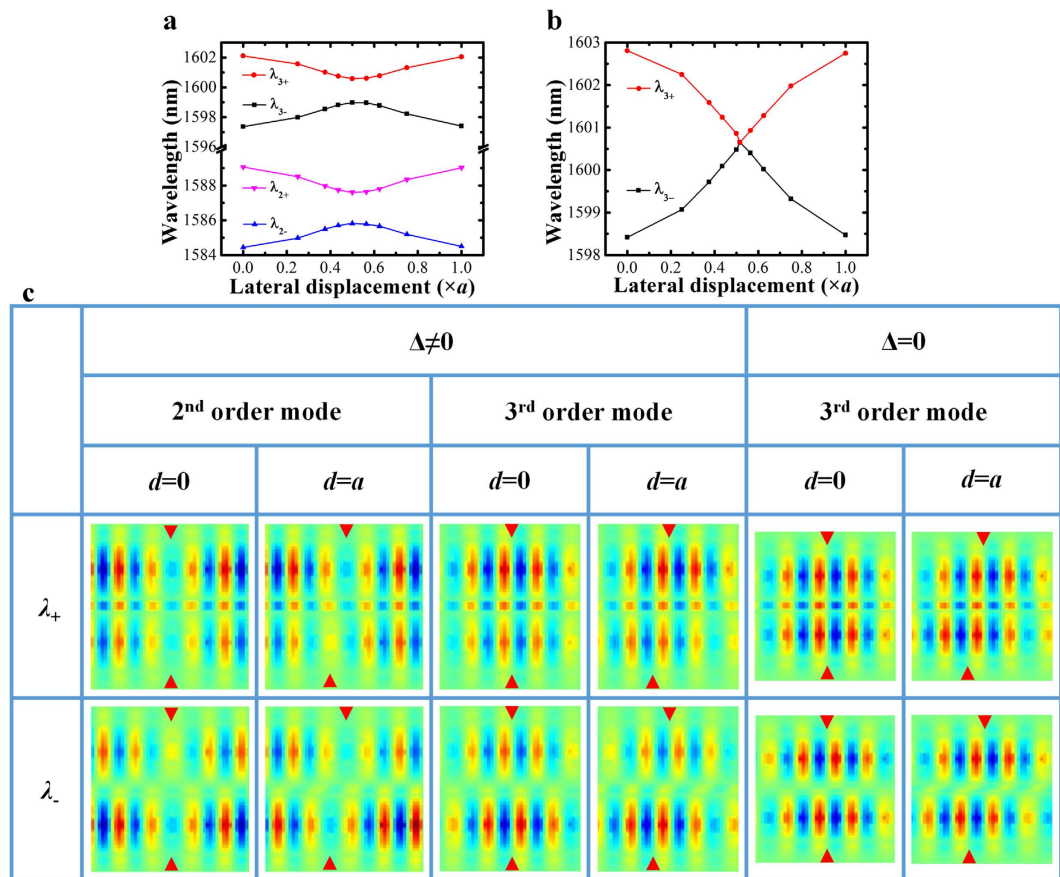 a
1602
1600
1598
1596
1588
1586
1584
Wavelength (nm)
λ3+
λ3-
λ2+
λ2-
0.0 0.2 0.4 0.6 0.8 1.0
Lateral displacement (×a)
b
1603
1602
1601
1600
1599
1598
Wavelength (nm)
λ3+
λ3−
0.0 0.2 0.4 0.6 0.8 1.0
Lateral displacement (×a)
c
Δ≠0 Δ=0
2nd order mode 3rd order mode 3rd order mode
d=0 d=a d=0 d=a d=0 d=a
λ+
λ-